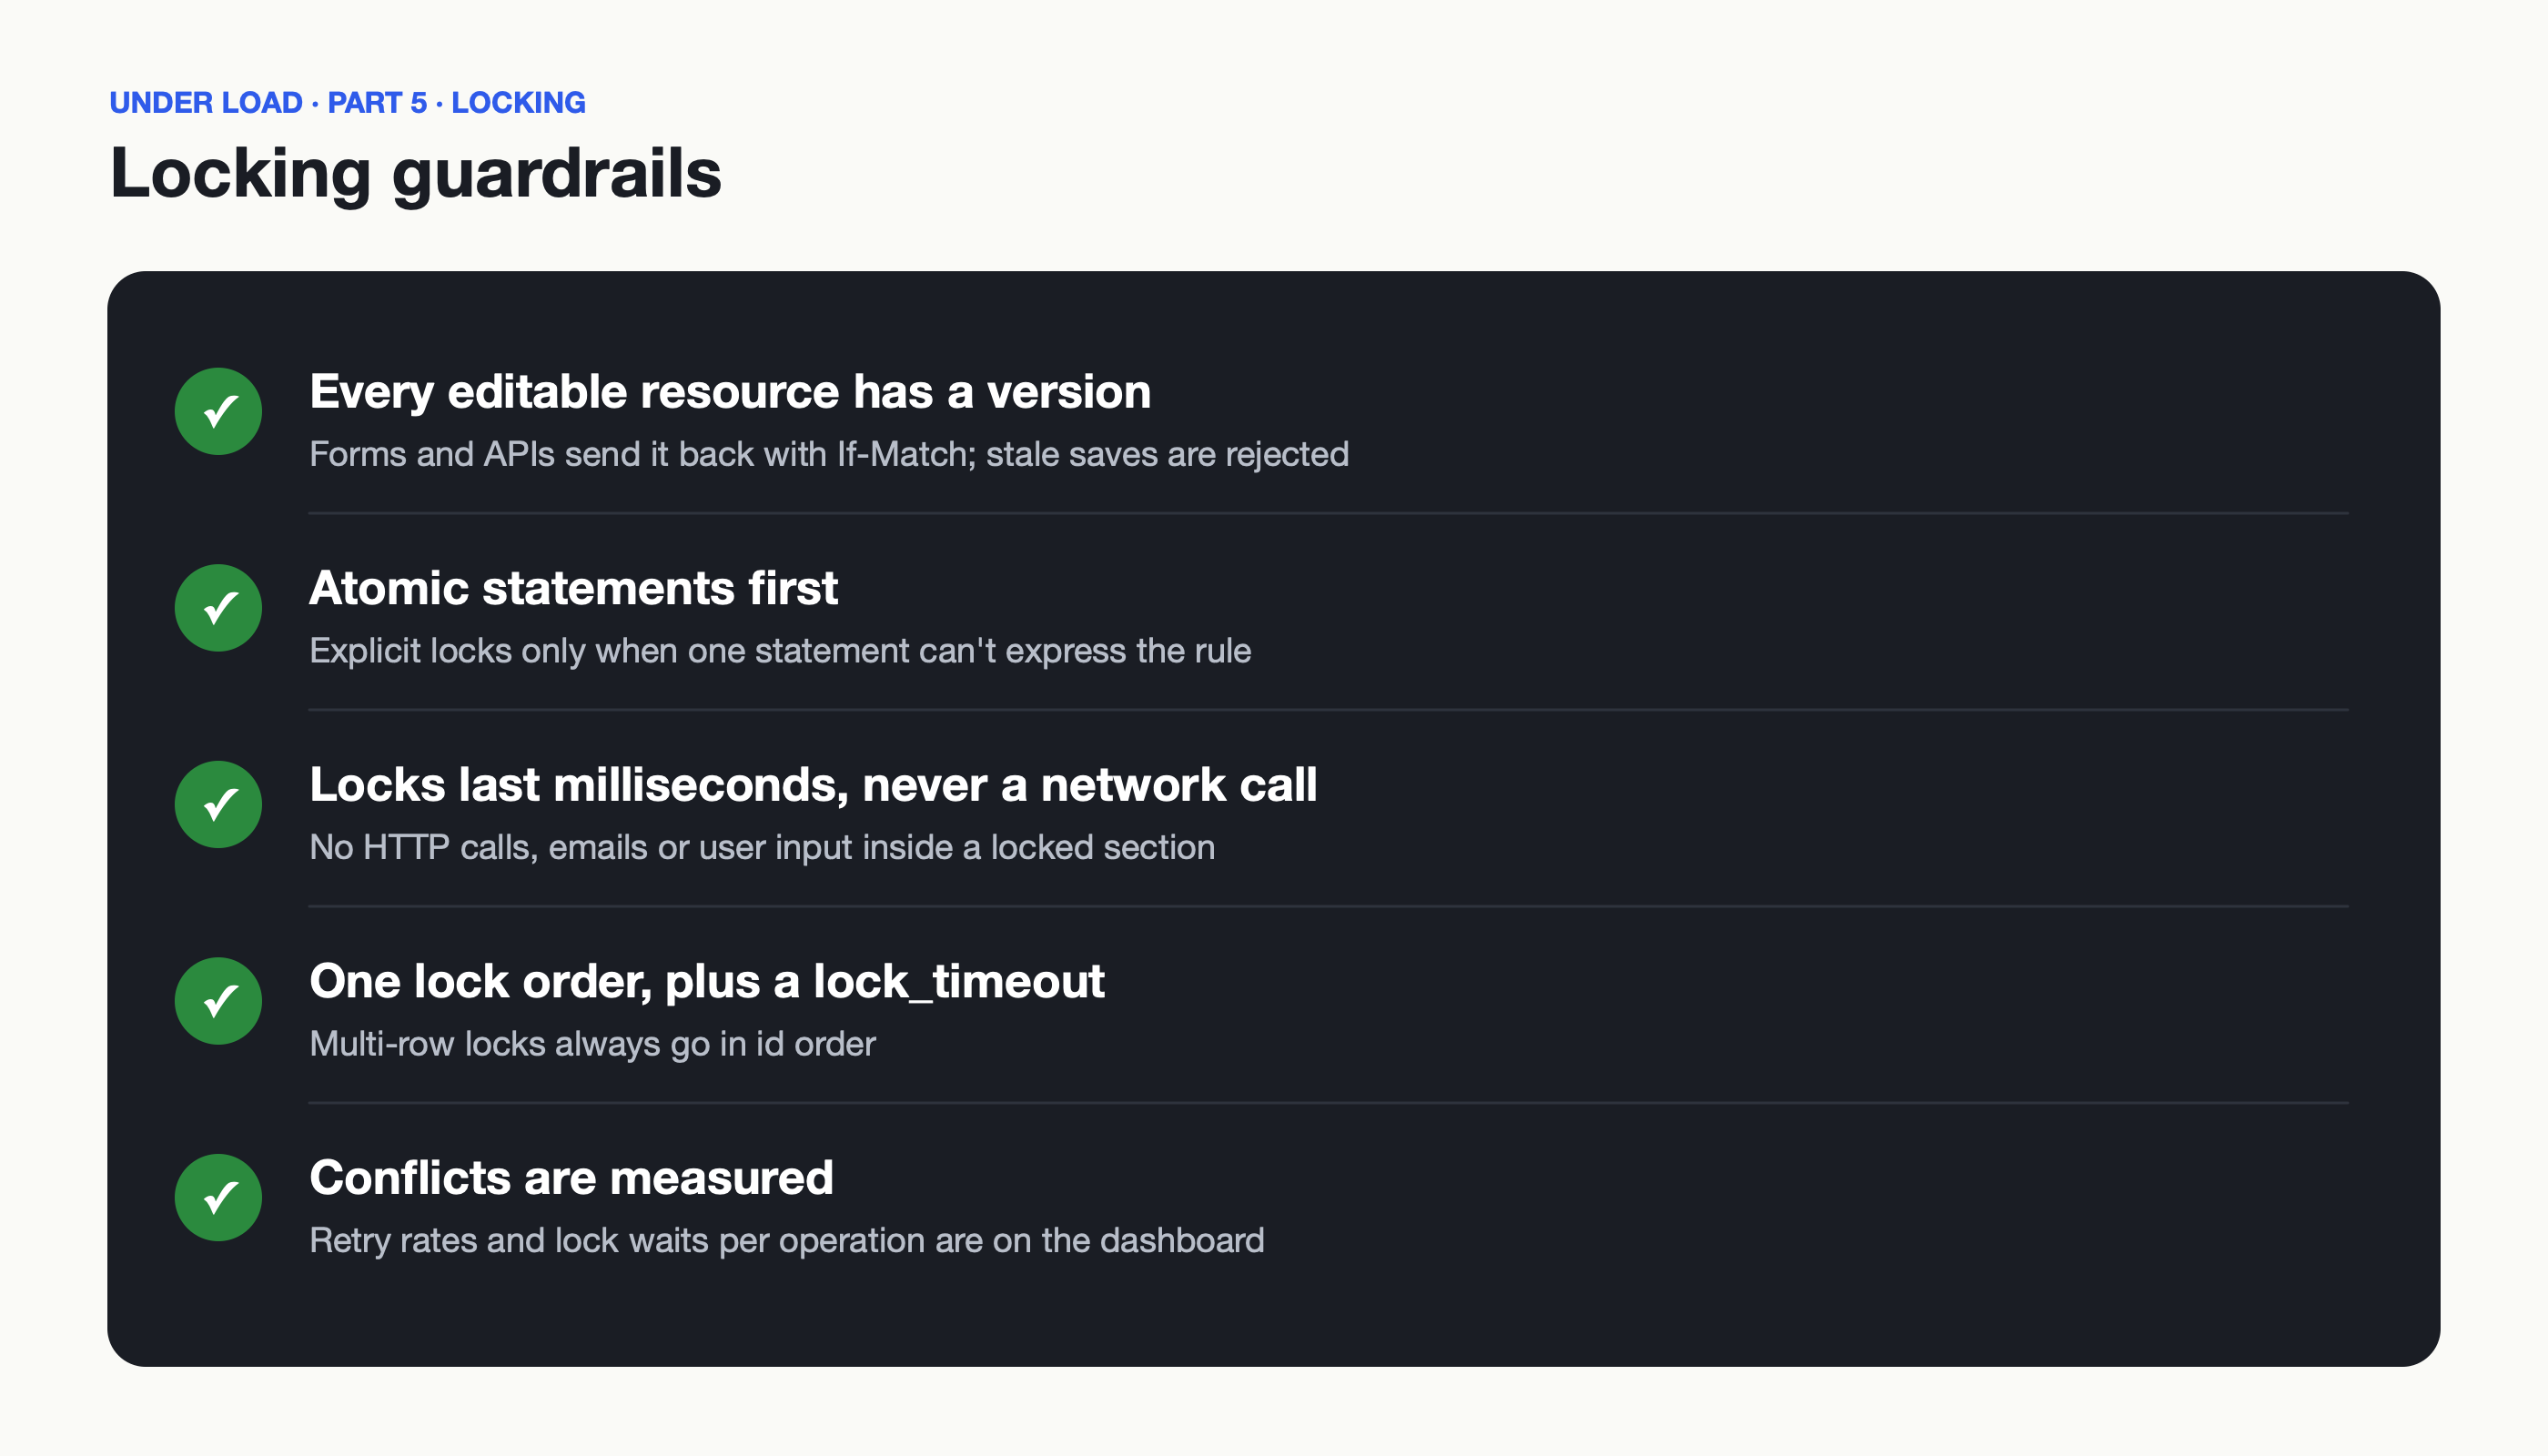 UNDER LOAD · PART 5 · LOCKING
Locking guardrails
Every editable resource has a version
Forms and APIs send it back with If-Match; stale saves are rejected
Atomic statements first
Explicit locks only when one statement can't express the rule
Locks last milliseconds, never a network call
No HTTP calls, emails or user input inside a locked section
One lock order, plus a lock_timeout
Multi-row locks always go in id order
Conflicts are measured
Retry rates and lock waits per operation are on the dashboard